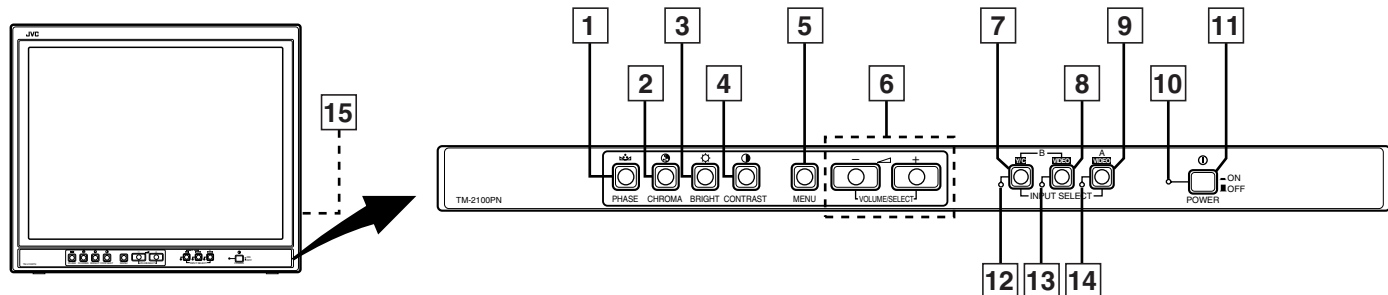 1
3
5
7
9
11
JVC
2
4
6
8
10
15
B
A
Y/C
VIDEO
VIDEO
−
+
ON
OFF
TM-2100PN
PHASE
CHROMA
BRIGHT
CONTRAST
MENU
VOLUME/SELECT
INPUT SELECT
POWER
12
13
14